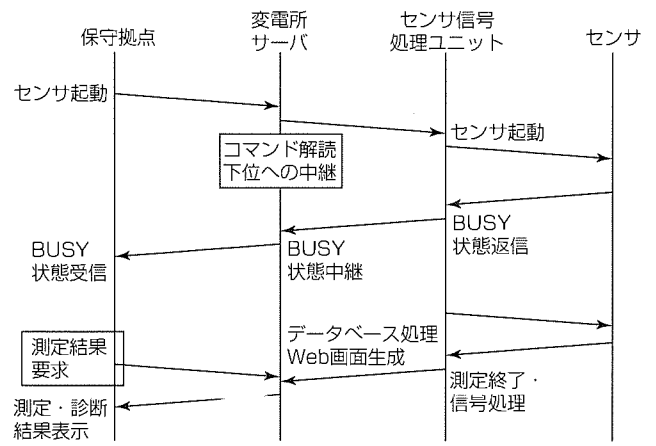 保守拠点
変電所
サーバ
センサ信号
処理ユニット
センサ
センサ起動
センサ起動
コマンド解読
下位への中継
BUSY
状態返信
BUSY
状態中継
BUSY
状態受信
データベース処理
Web画面生成
測定結果
要求
測定終了・
信号処理
測定・診断
結果表示